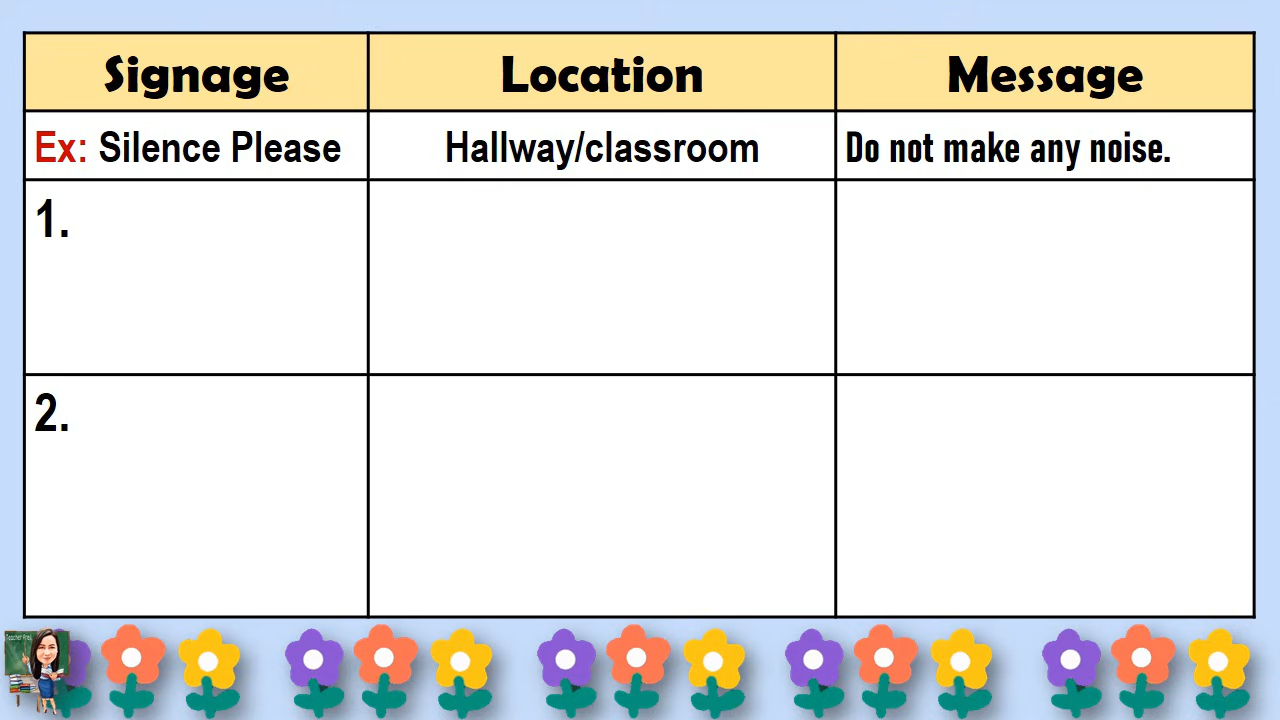 Signage Location Message
Ex: Silence Please Hallway/classroom Do not make any noise.
1.
2.